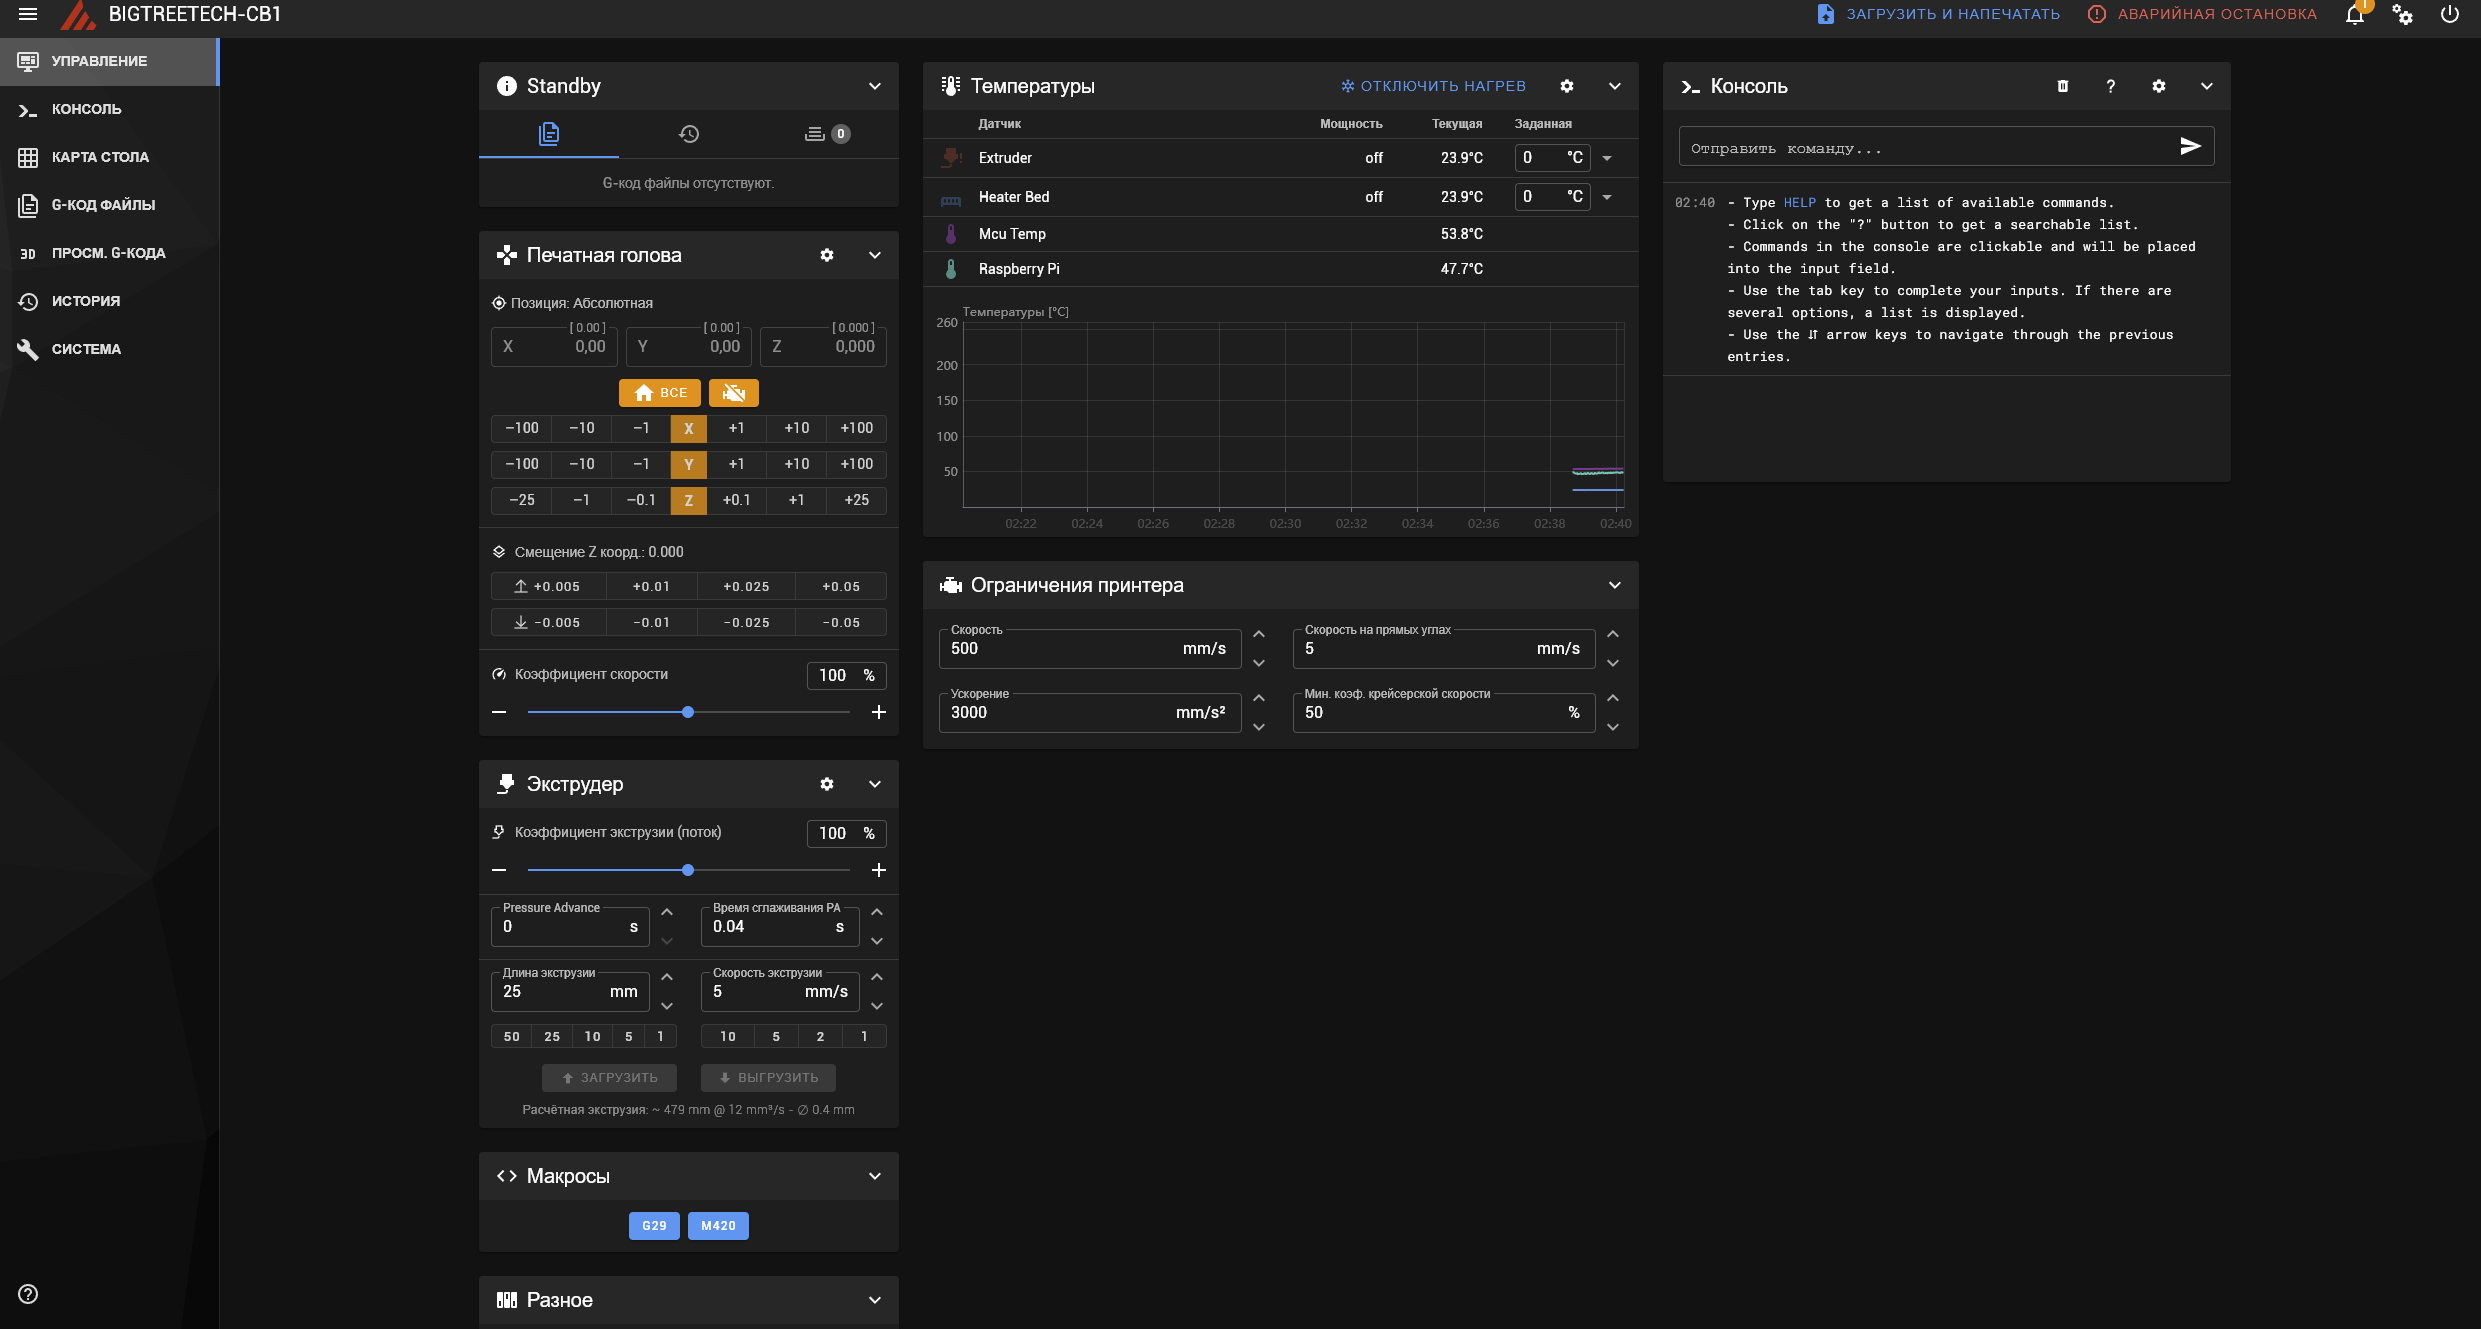 BIGTREETECH-CB1
ЗАГРУЗИТЬ И НАПЕЧАТАТЬ
АВАРИЙНАЯ ОСТАНОВКА
1
УПРАВЛЕНИЕ
КОНСОЛЬ
КАРТА СТОЛА
G-КОД ФАЙЛЫ
3D ПРОСМ. G-КОДА
ИСТОРИЯ
СИСТЕМА
Standby
0
G-код файлы отсутствуют.
Печатная голова
Позиция: Абсолютная
[ 0.00 ] [ 0.00 ] [ 0.000 ]
X 0,00 Y 0,00 Z 0,000
ВСЕ
−100 −10 −1 X +1 +10 +100
−100 −10 −1 Y +1 +10 +100
−25 −1 −0.1 Z +0.1 +1 +25
Смещение Z коорд.: 0.000
+0.005 +0.01 +0.025 +0.05
−0.005 −0.01 −0.025 −0.05
Коэффициент скорости 100 %
Экструдер
Коэффициент экструзии (поток) 100 %
Pressure Advance Время сглаживания PA
0 s 0.04 s
Длина экструзии Скорость экструзии
25 mm 5 mm/s
50 25 10 5 1 10 5 2 1
ЗАГРУЗИТЬ ВЫГРУЗИТЬ
Расчётная экструзия: ~ 479 mm @ 12 mm³/s - ∅ 0.4 mm
Макросы
G29 M420
Разное
Температуры ОТКЛЮЧИТЬ НАГРЕВ
Датчик Мощность Текущая Заданная
Extruder off 23.9°C 0 °C
Heater Bed off 23.9°C 0 °C
Mcu Temp 53.8°C
Raspberry Pi 47.7°C
Температуры [°C]
260
200
150
100
50
02:22 02:24 02:26 02:28 02:30 02:32 02:34 02:36 02:38 02:40
Ограничения принтера
Скорость Скорость на прямых углах
500 mm/s 5 mm/s
Ускорение Мин. коэф. крейсерской скорости
3000 mm/s² 50 %
Консоль ?
Отправить команду...
02:40 - Type HELP to get a list of available commands.
- Click on the "?" button to get a searchable list.
- Commands in the console are clickable and will be placed
into the input field.
- Use the tab key to complete your inputs. If there are
several options, a list is displayed.
- Use the ⇵ arrow keys to navigate through the previous
entries.